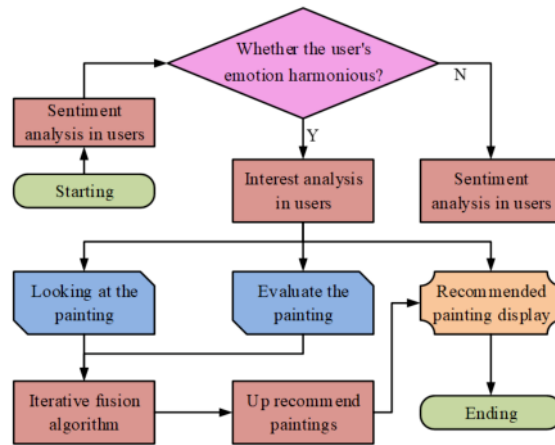 Whether the user's
emotion harmonious?
N
Sentiment
analysis in users
Y
Starting
Interest analysis
in users
Sentiment
analysis in users
Looking at the
painting
Evaluate the
painting
Recommended
painting display
Iterative fusion
algorithm
Up recommend
paintings
Ending